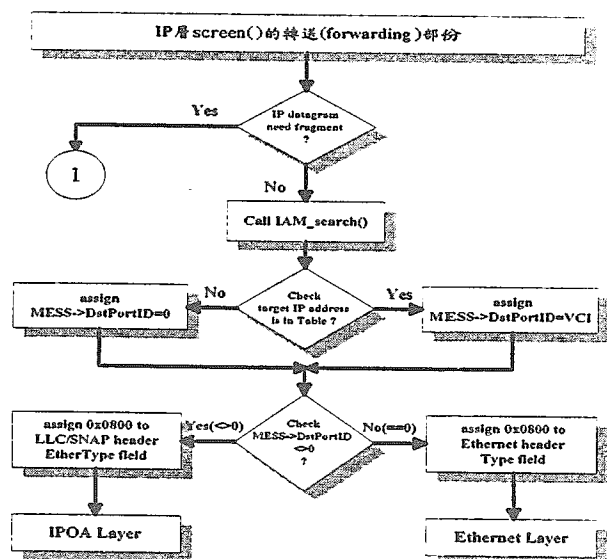 IP層screen()的轉送(forwarding)部份
Yes
IP datagram
need fragment
?
1
No
Call IAM_search()
No
Check
target IP address
is in Table ?
Yes
assign
MESS->DstPortID=0
assign
MESS->DstPortID=VCI
assign 0x0800 to
LLC/SNAP header
EtherType field
Yes(<>0)
Check
MESS->DstPortID
<>0
?
No(==0)
assign 0x0800 to
Ethernet header
Type field
IPOA Layer
Ethernet Layer